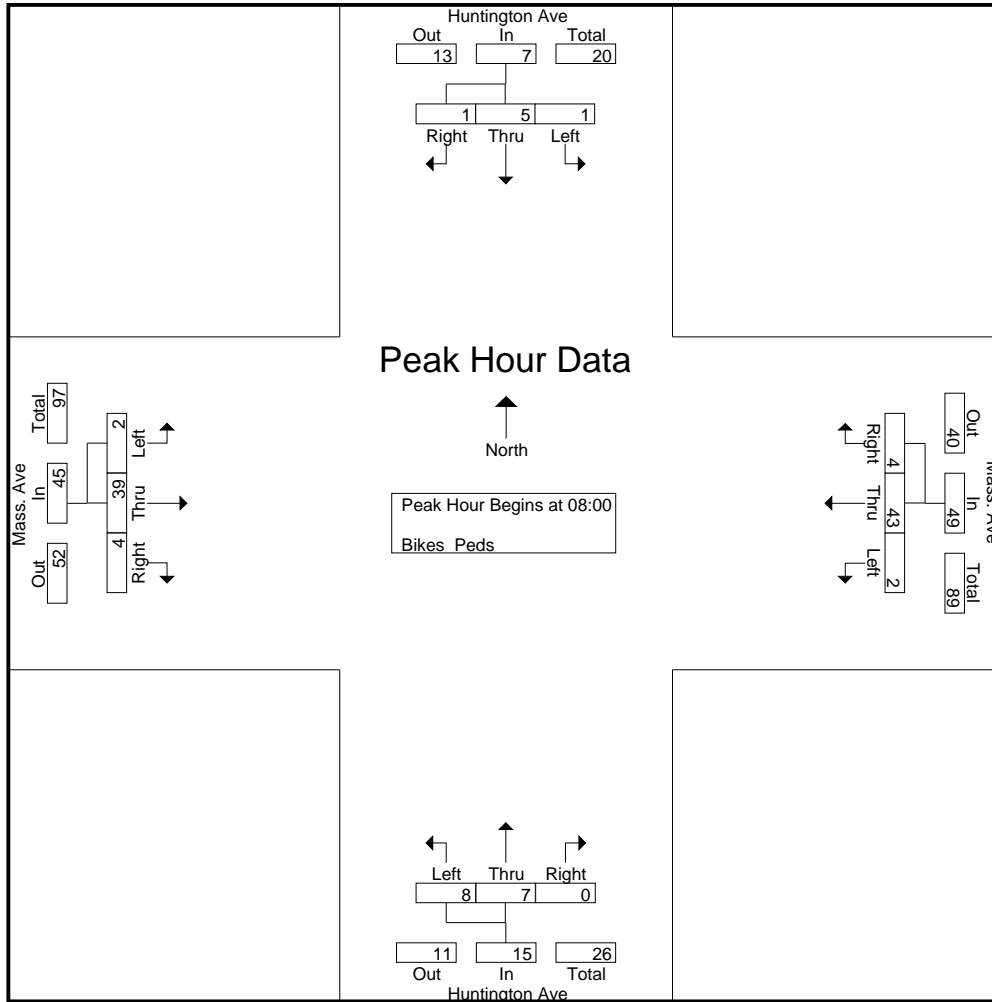 Huntington Ave
Out In Total
13 7 20
1 5 1
Right Thru Left
Peak Hour Data
North
Peak Hour Begins at 08:00
Bikes Peds
Mass. Ave
Out In Total
52 45 97
Left Thru Right
2 39 4
Mass. Ave
Out In Total
40 49 89
Right Thru Left
4 43 2
Left Thru Right
8 7 0
11 15 26
Out In Total
Huntington Ave